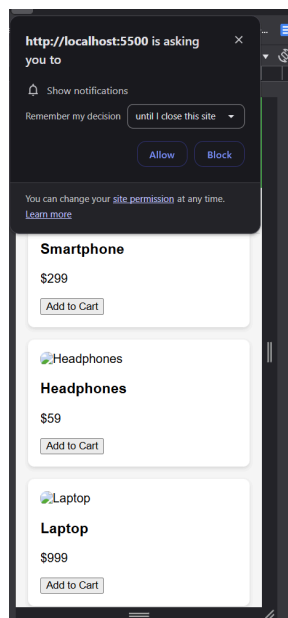 http://localhost:5500 is asking
you to
Show notifications
Remember my decision until I close this site
Allow Block
You can change your site permission at any time.
Learn more
Smartphone
$299
Add to Cart
Headphones
Headphones
$59
Add to Cart
Laptop
Laptop
$999
Add to Cart